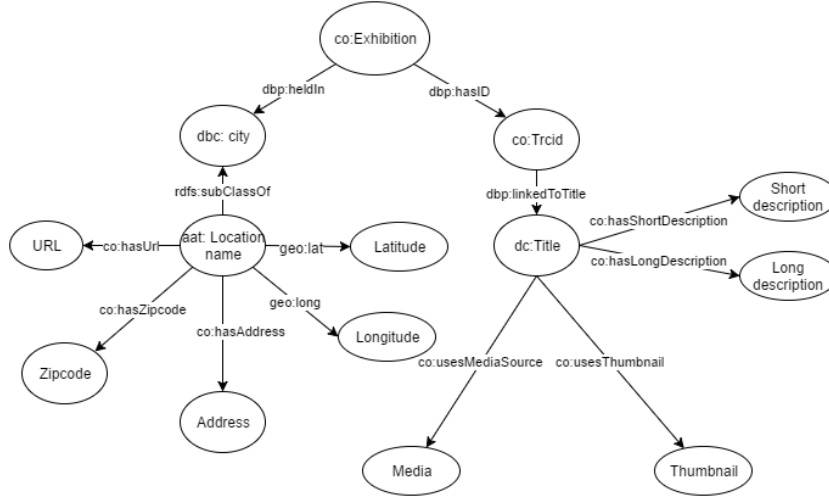 co:Exhibition
dbp:heldIn
dbp:hasID
dbc: city
co:Trcid
rdfs:subClassOf
dbp:linkedToTitle
Short
description
co:hasShortDescription
URL
co:hasUrl
aat: Location
name
geo:lat
Latitude
dc:Title
co:hasLongDescription
Long
description
co:hasZipcode
geo:long
co:hasAddress
Longitude
co:usesMediaSource
co:usesThumbnail
Zipcode
Address
Media
Thumbnail